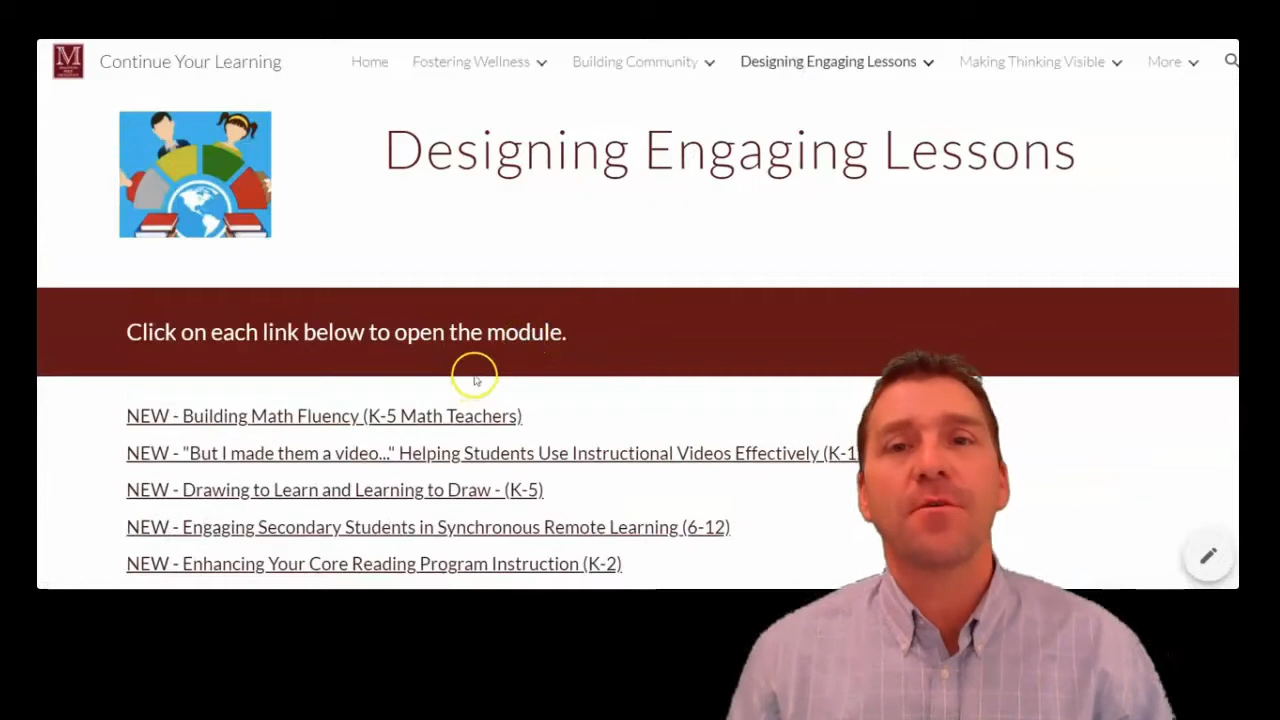 M
Continue Your Learning
Home
Fostering Wellness
Building Community
Designing Engaging Lessons
Making Thinking Visible
More
Designing Engaging Lessons
Click on each link below to open the module.
NEW - Building Math Fluency (K-5 Math Teachers)
NEW - "But I made them a video..." Helping Students Use Instructional Videos Effectively (K-1
NEW - Drawing to Learn and Learning to Draw - (K-5)
NEW - Engaging Secondary Students in Synchronous Remote Learning (6-12)
NEW - Enhancing Your Core Reading Program Instruction (K-2)